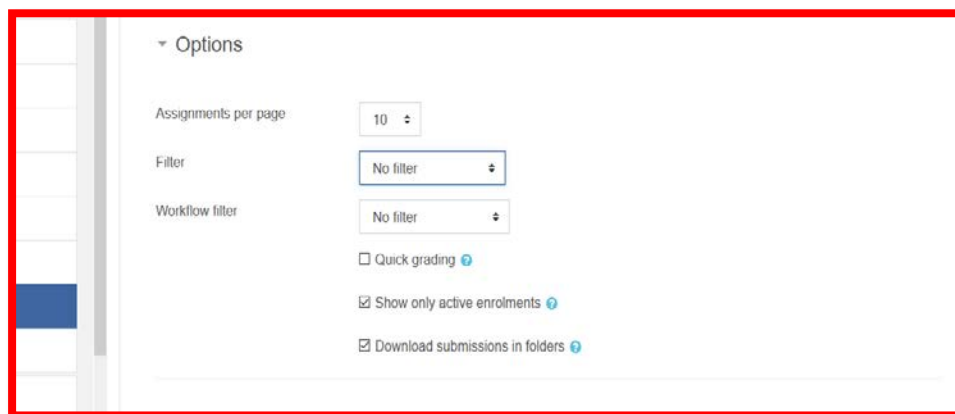 Options
Assignments per page
10
Filter
No filter
Workflow filter
No filter
Quick grading
Show only active enrolments
Download submissions in folders